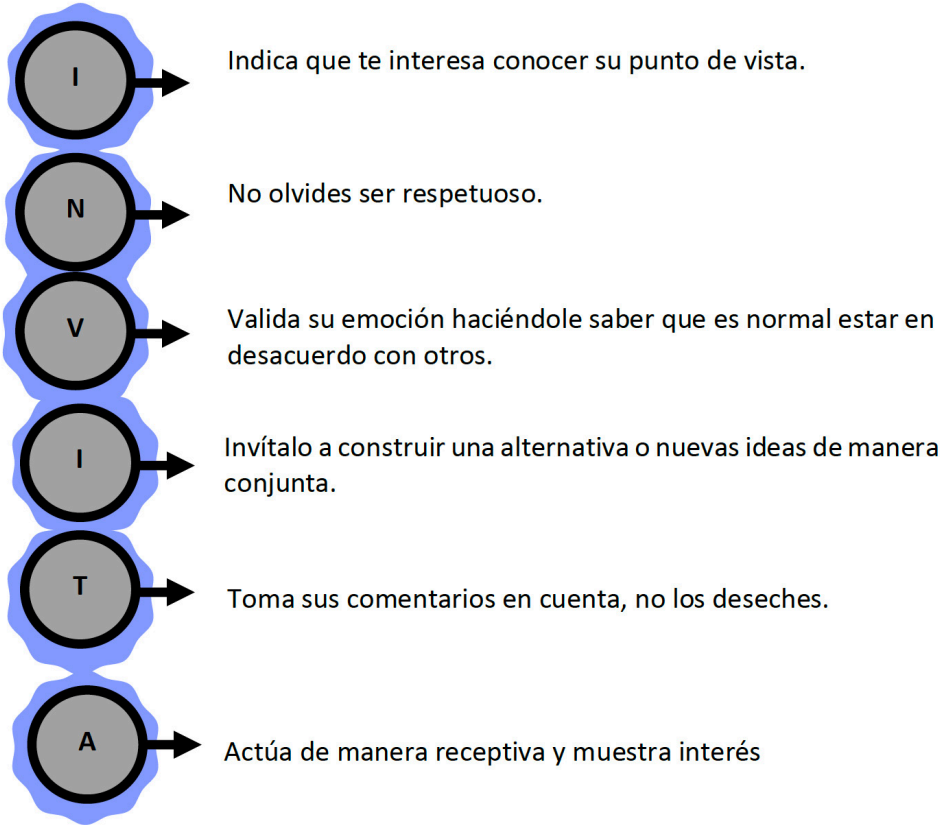 I
Indica que te interesa conocer su punto de vista.
N
No olvides ser respetuoso.
V
Valida su emoción haciéndole saber que es normal estar en
desacuerdo con otros.
I
Invítalo a construir una alternativa o nuevas ideas de manera
conjunta.
T
Toma sus comentarios en cuenta, no los deseches.
A
Actúa de manera receptiva y muestra interés